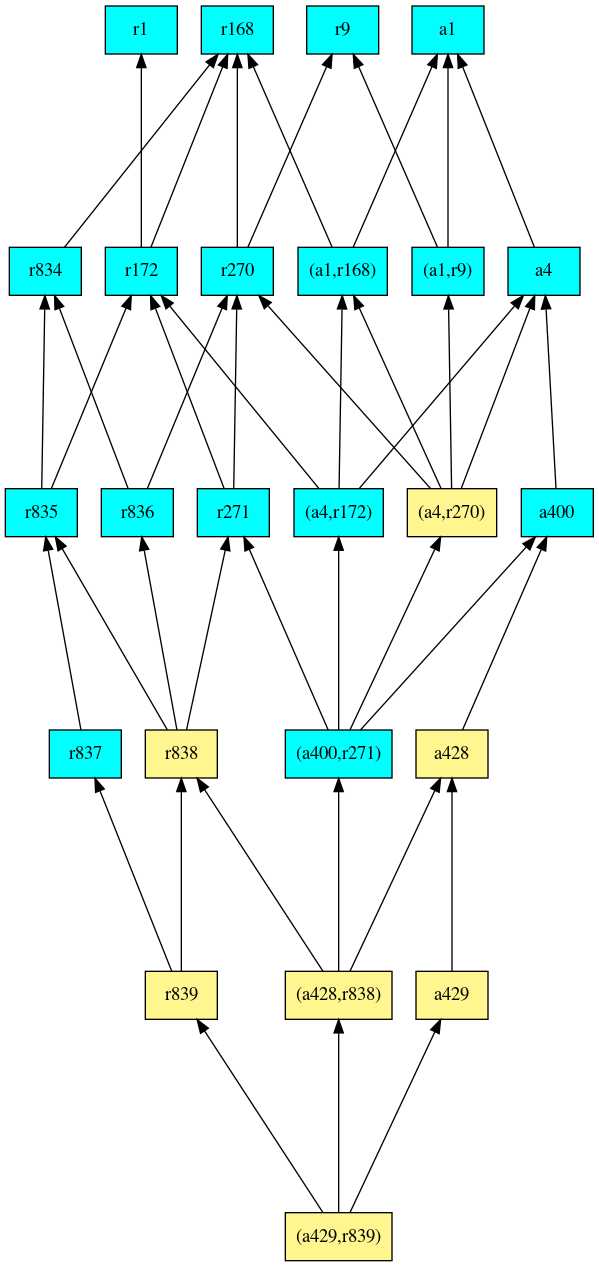 r1
r168
r9
a1
r834
r172
r270
(a1,r168)
(a1,r9)
a4
r835
r836
r271
(a4,r172)
(a4,r270)
a400
r837
r838
(a400,r271)
a428
r839
(a428,r838)
a429
(a429,r839)